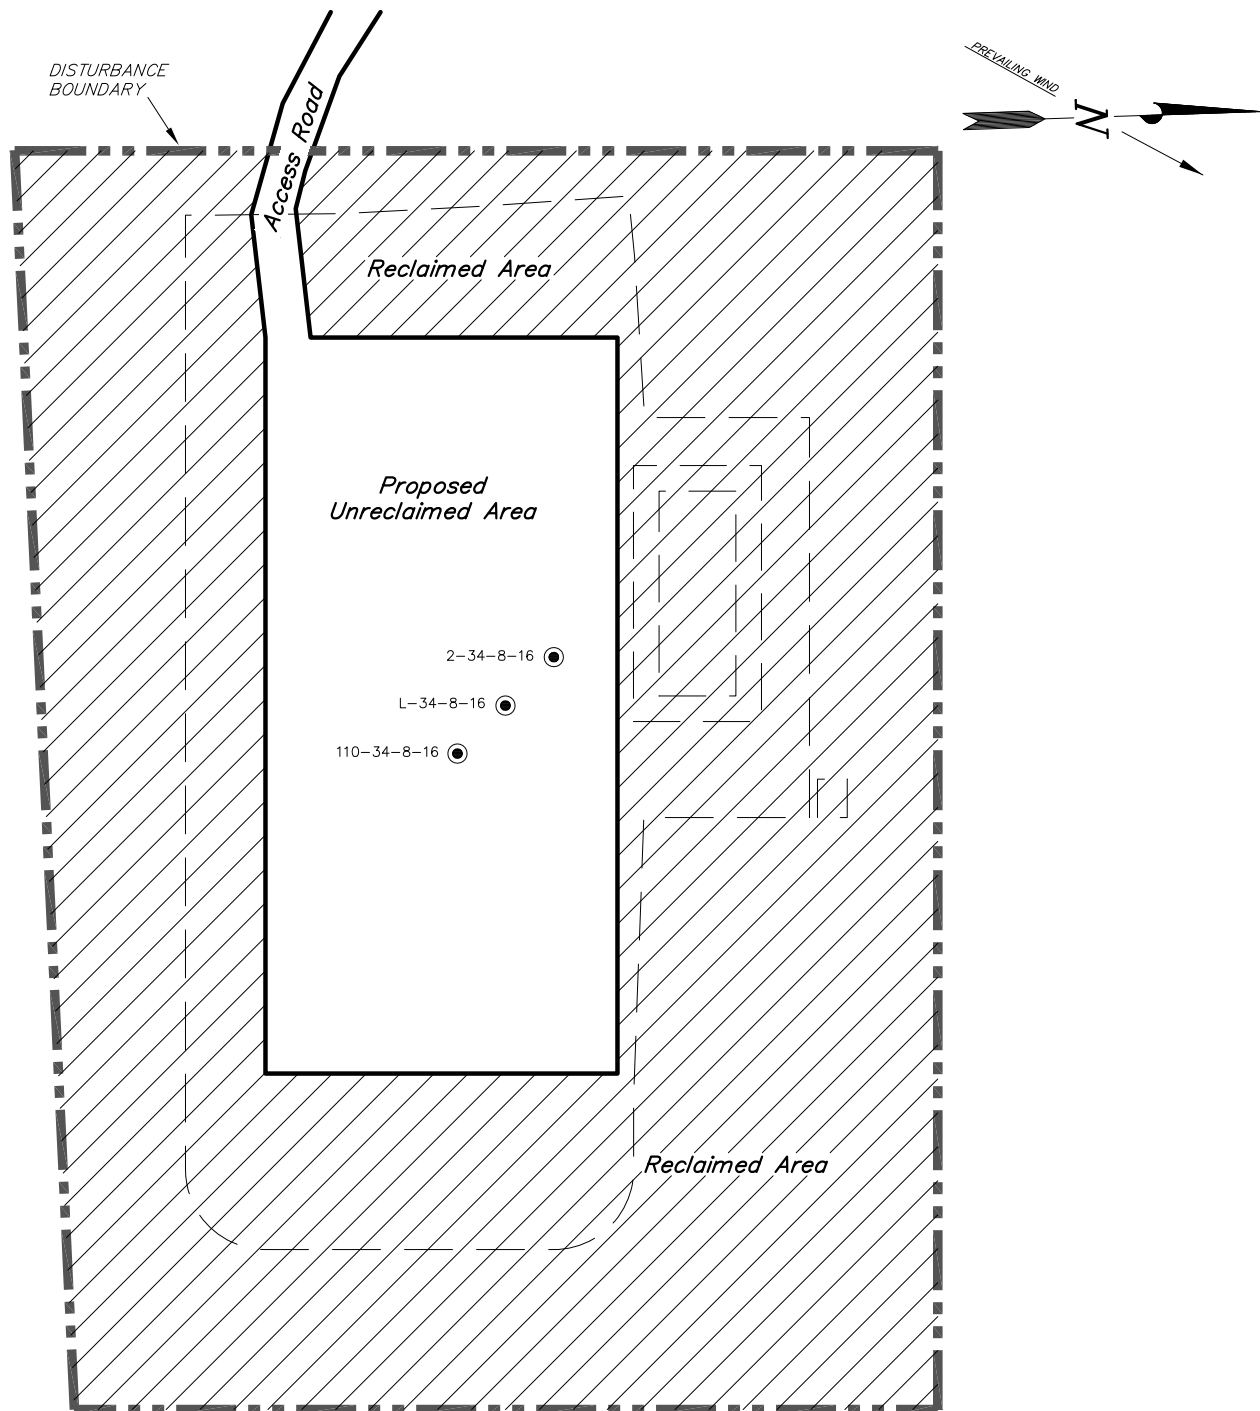 PREVAILING WIND
DISTURBANCE
BOUNDARY
N
Access Road
Reclaimed Area
Proposed
Unreclaimed Area
2-34-8-16
L-34-8-16
110-34-8-16
Reclaimed Area